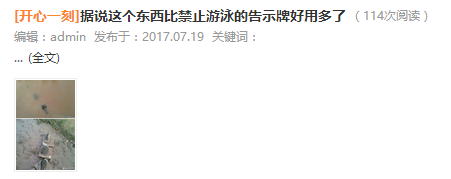 [开心一刻]据说这个东西比禁止游泳的告示牌好用多了（114次阅读）
编辑：admin 发布于：2017.07.19 关键词：
... (全文)